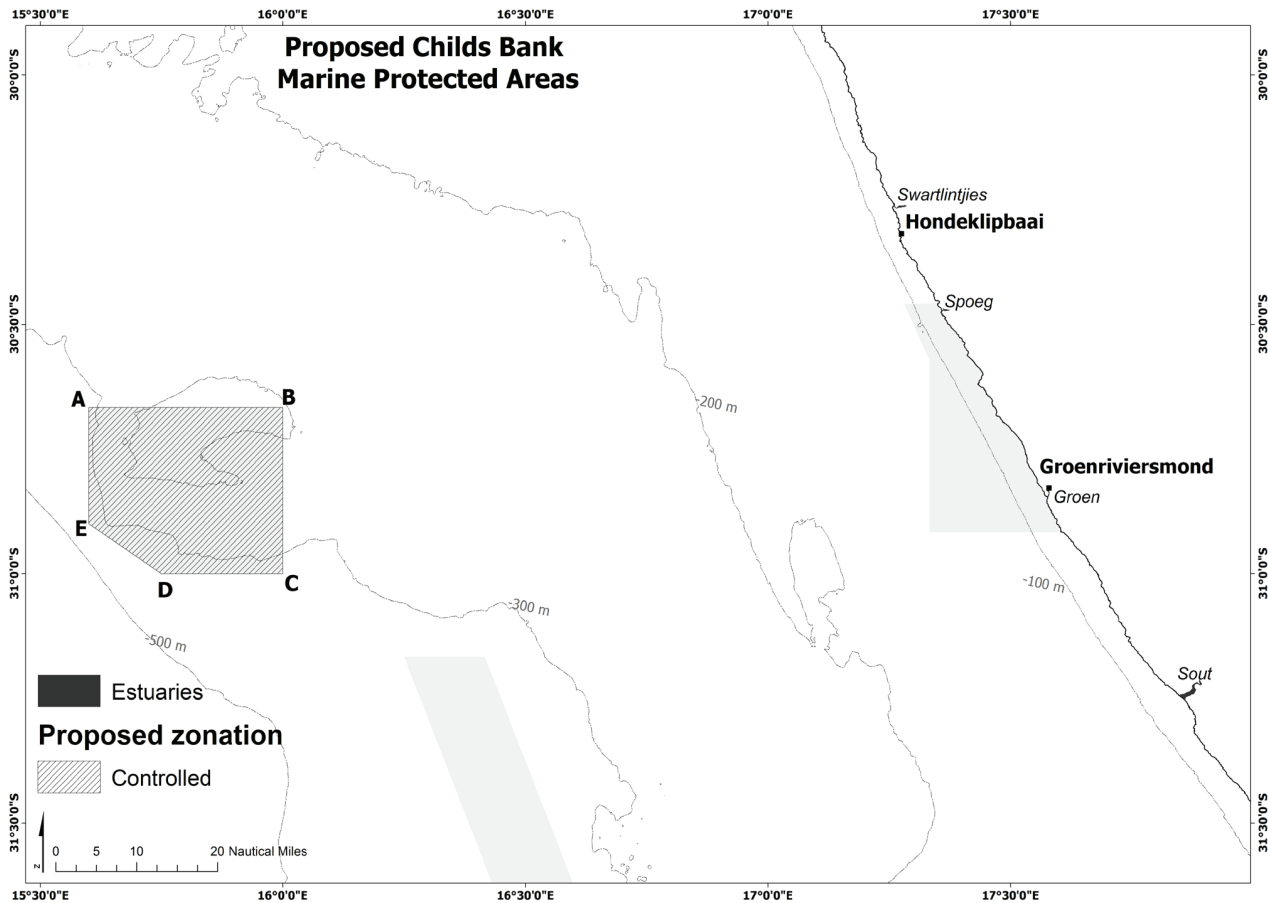 15°30'0"E 16°0'0"E 16°30'0"E 17°0'0"E 17°30'0"E
Proposed Childs Bank
Marine Protected Areas
30°0'0"S 30°0'0"S
Swartlintjies
Hondeklipbaai
Spoeg
30°30'0"S 30°30'0"S
A B
-200 m
Groenriviersmond
Groen
E
31°0'0"S 31°0'0"S
D C
-100 m
-300 m
-500 m
Sout
Estuaries
Proposed zonation
Controlled
31°30'0"S 31°30'0"S
0 5 10 20 Nautical Miles
z
15°30'0"E 16°0'0"E 16°30'0"E 17°0'0"E 17°30'0"E